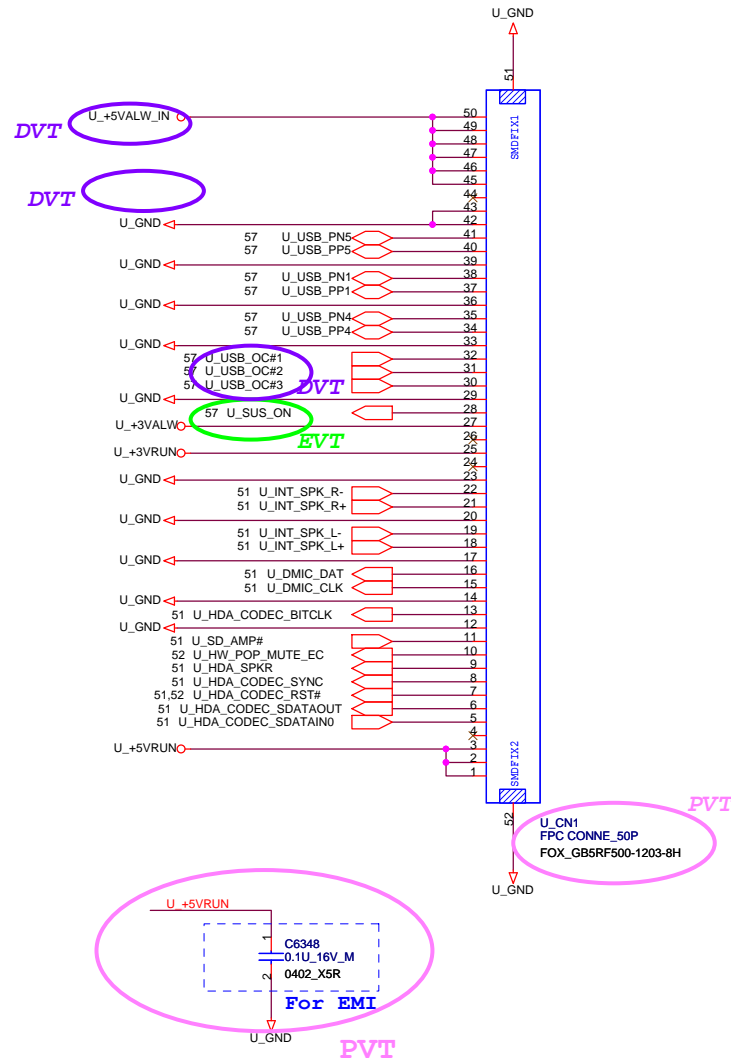 U_GND
51
SMDFIX1
DVT U_+5VALW_IN 50
49
48
47
46
45
DVT
44
43
U_GND 42
57 U_USB_PN5 41
57 U_USB_PP5 40
U_GND 39
57 U_USB_PN1 38
57 U_USB_PP1 37
U_GND 36
57 U_USB_PN4 35
57 U_USB_PP4 34
U_GND 33
57 U_USB_OC#1 32
57 U_USB_OC#2 31
57 U_USB_OC#3 DVT 30
U_GND 29
57 U_SUS_ON 28
U_+3VALW 27
EVT 26
U_+3VRUN 25
24
U_GND 23
51 U_INT_SPK_R- 22
51 U_INT_SPK_R+ 21
U_GND 20
51 U_INT_SPK_L- 19
51 U_INT_SPK_L+ 18
U_GND 17
51 U_DMIC_DAT 16
51 U_DMIC_CLK 15
U_GND 14
51 U_HDA_CODEC_BITCLK 13
U_GND 12
51 U_SD_AMP# 11
52 U_HW_POP_MUTE_EC 10
51 U_HDA_SPKR 9
51 U_HDA_CODEC_SYNC 8
51,52 U_HDA_CODEC_RST# 7
51 U_HDA_CODEC_SDATAOUT 6
51 U_HDA_CODEC_SDATAIN0 5
4
U_+5VRUN 3
2
1
SMDFIX2
52
PVT
U_CN1
FPC CONNE_50P
FOX_GB5RF500-1203-8H
U_GND
U_+5VRUN
1
C6348
0.1U_16V_M
2
0402_X5R
For EMI
U_GND
PVT